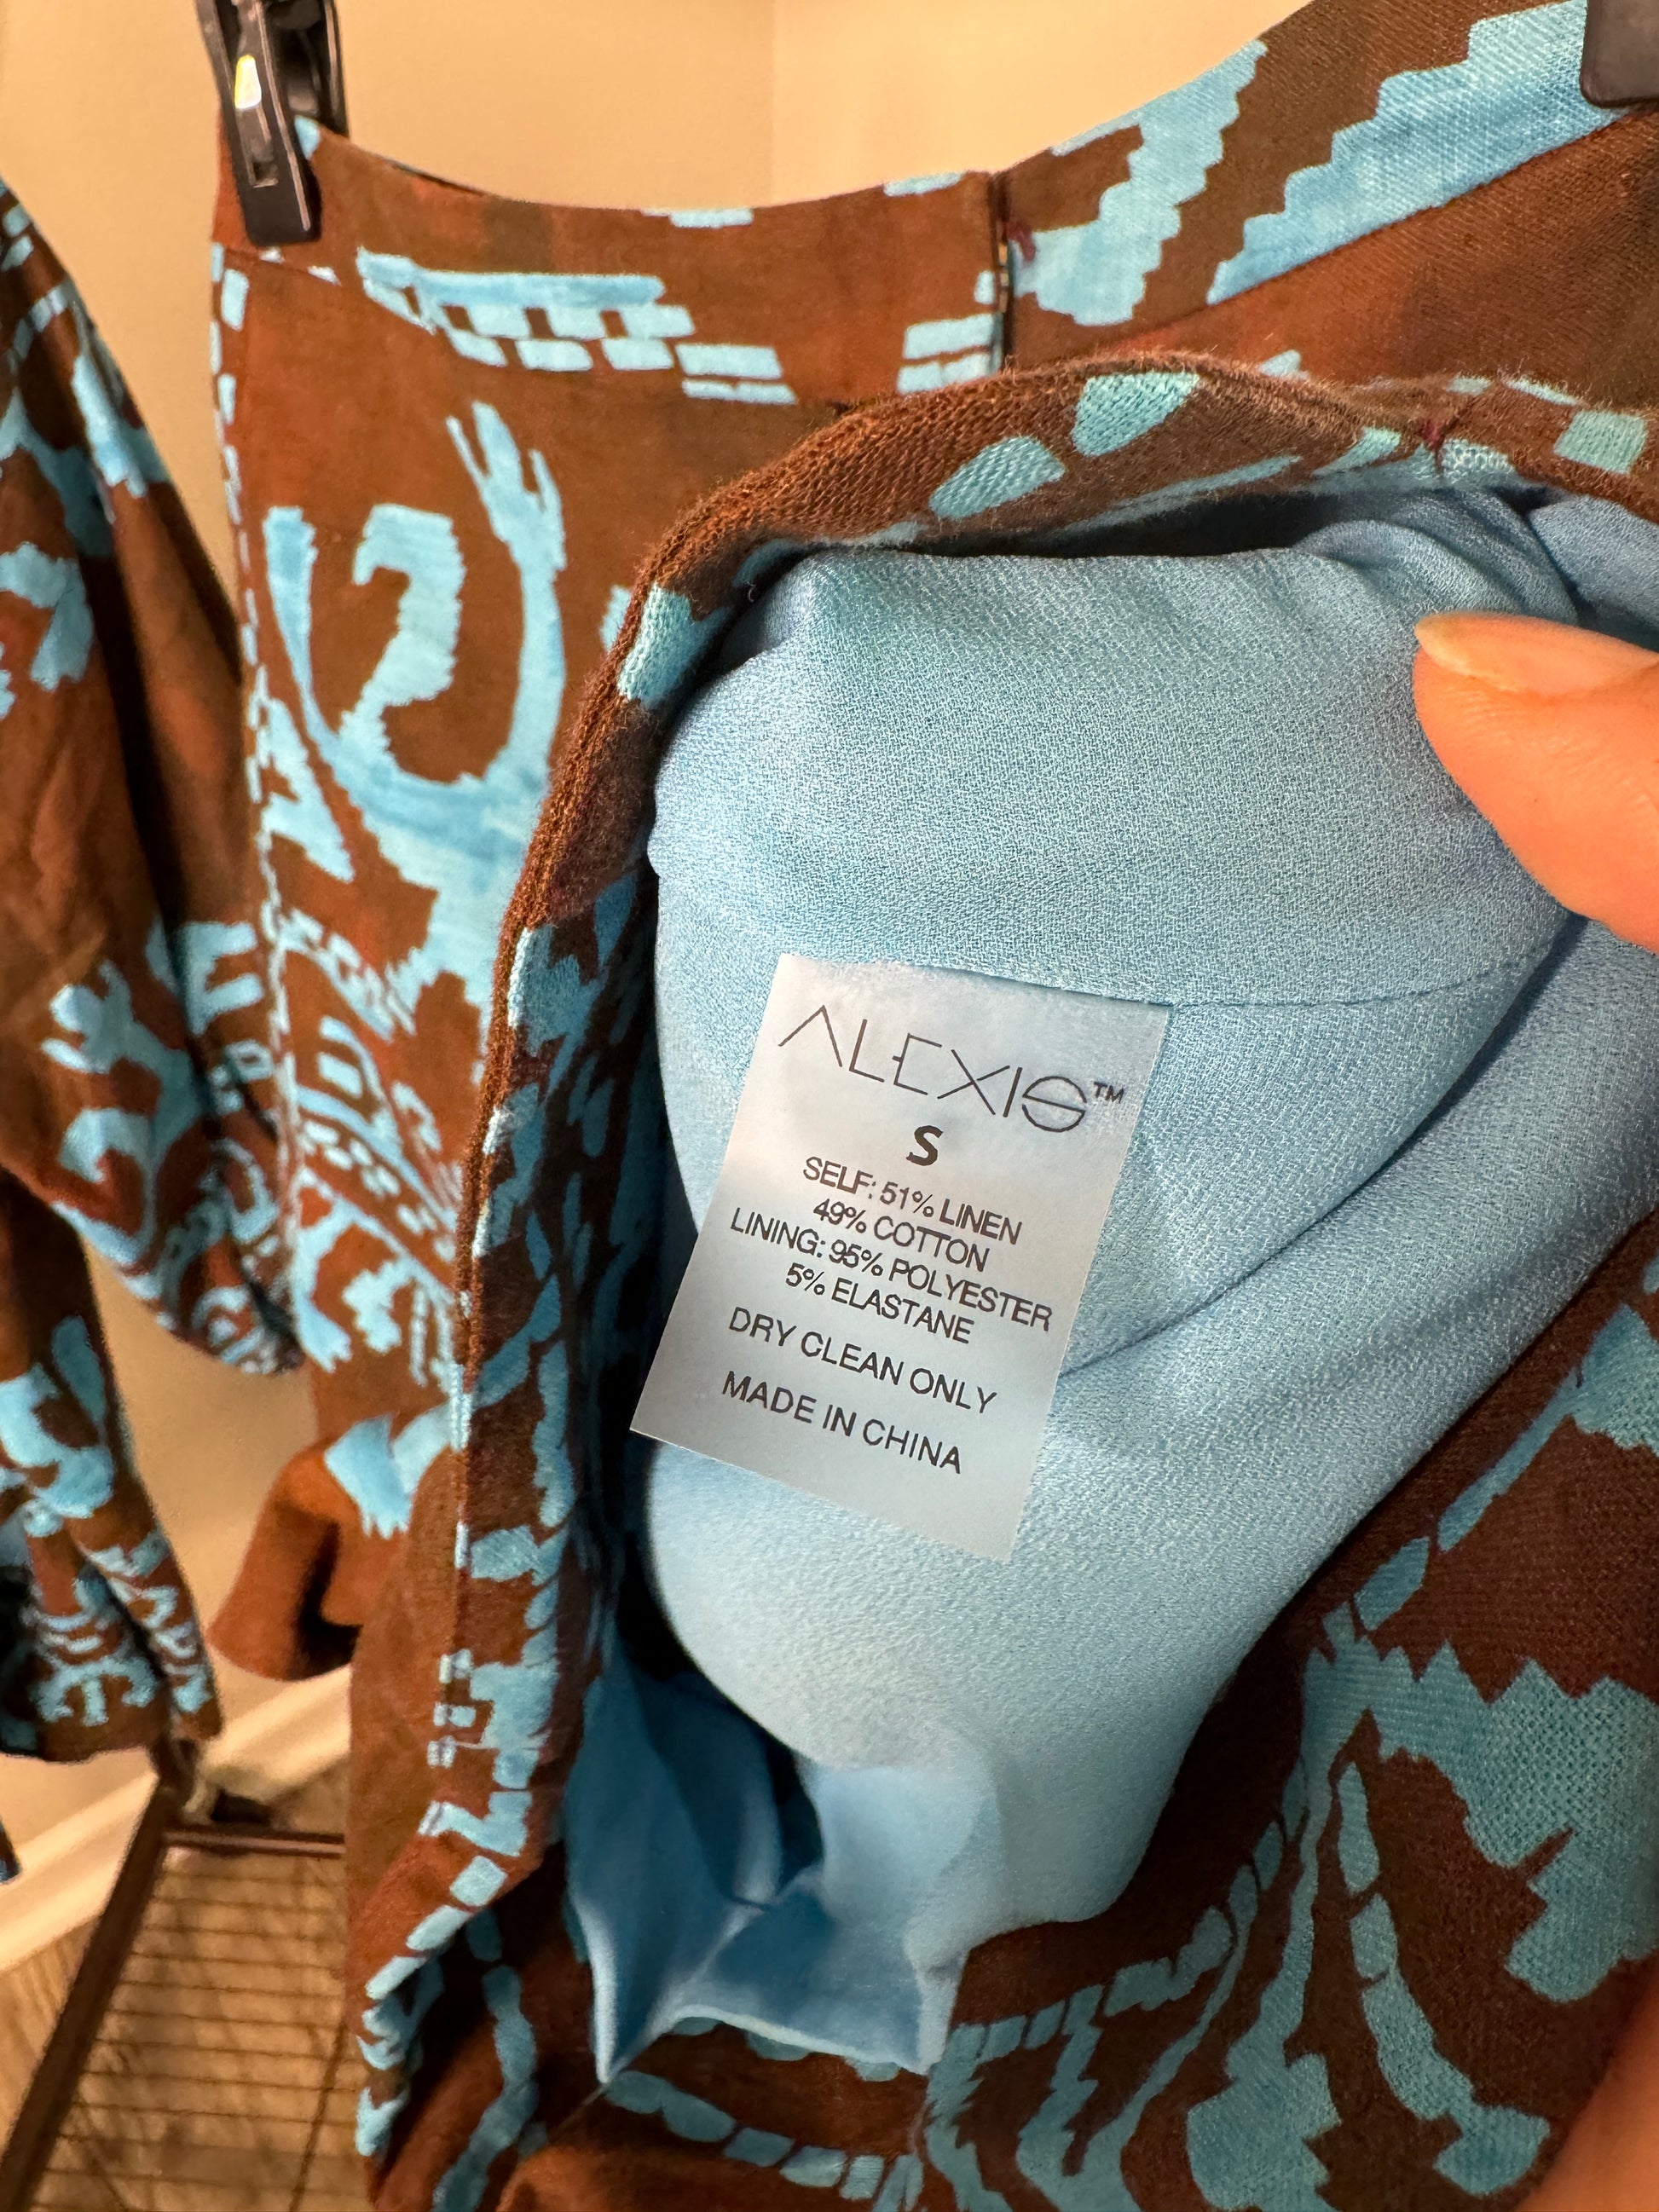 ALEXIS™
S
SELF: 51% LINEN
49% COTTON
LINING: 95% POLYESTER
5% ELASTANE
DRY CLEAN ONLY
MADE IN CHINA